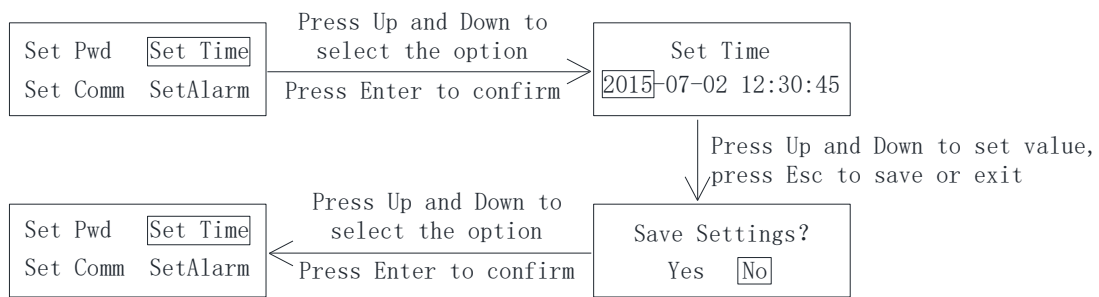 Set Pwd Set Time
Set Comm SetAlarm
Press Up and Down to
select the option
Press Enter to confirm
Set Time
2015-07-02 12:30:45
Press Up and Down to set value,
press Esc to save or exit
Save Settings?
Yes No
Press Up and Down to
select the option
Press Enter to confirm
Set Pwd Set Time
Set Comm SetAlarm